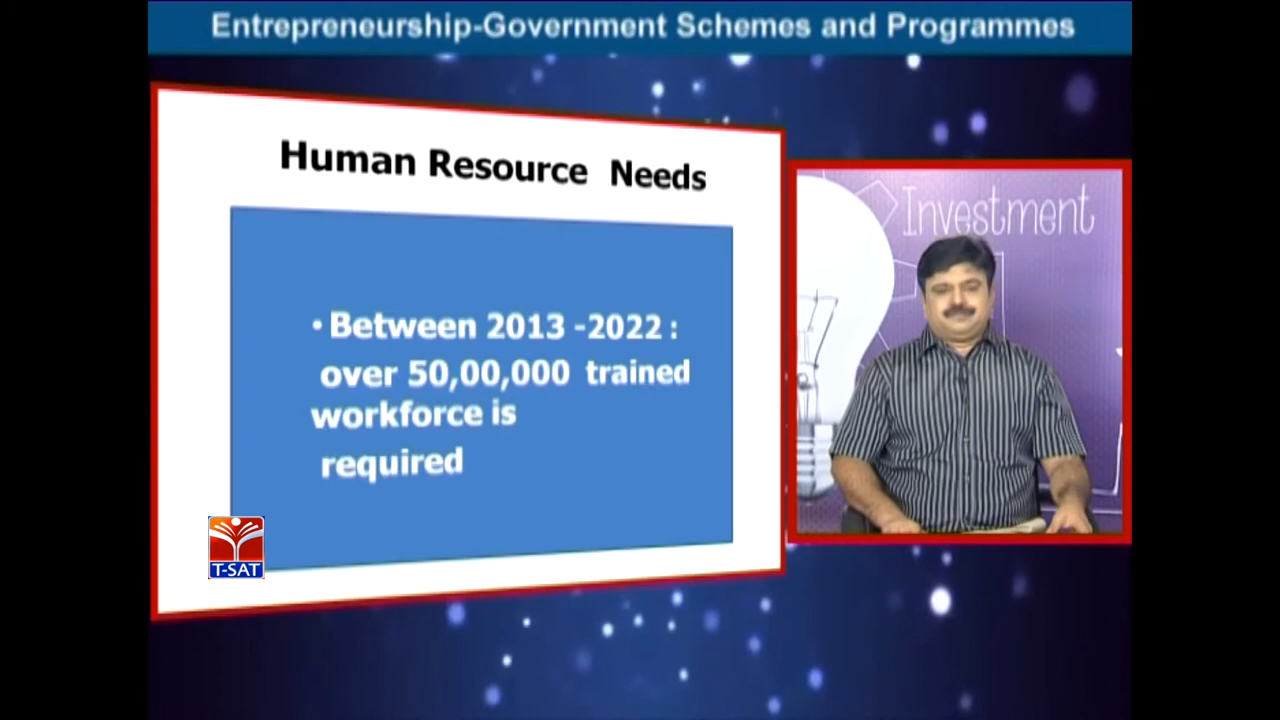 Entrepreneurship-Government Schemes and Programmes
Human Resource Needs
• Between 2013 -2022 :
over 50,00,000 trained
workforce is
required
T-SAT
Investment